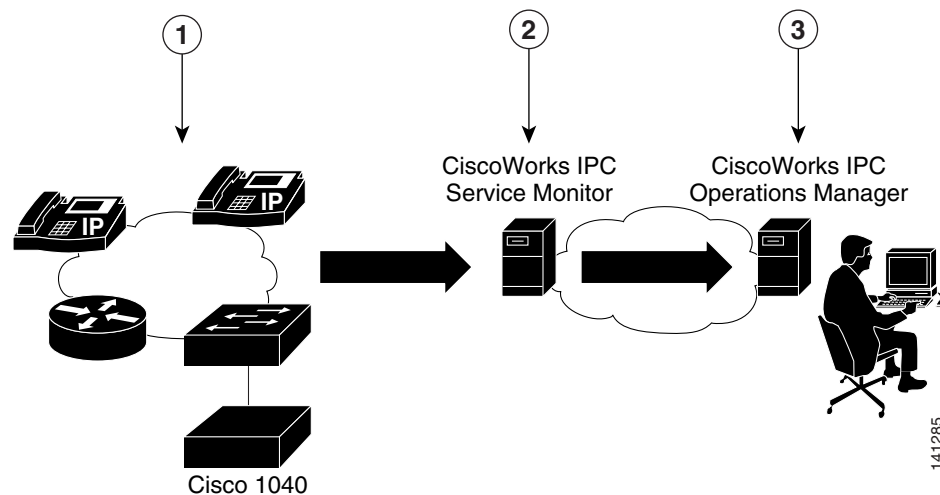 1
2
3
CiscoWorks IPC
Service Monitor
CiscoWorks IPC
Operations Manager
IP
IP
Cisco 1040
141285